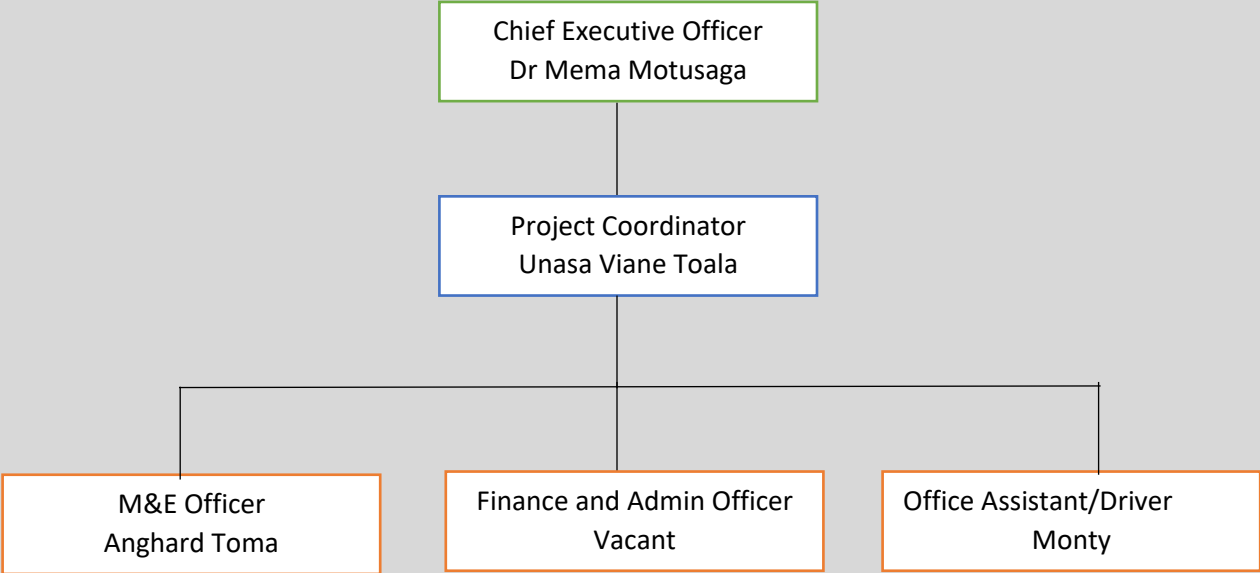 Chief Executive Officer
Dr Mema Motusaga
Project Coordinator
Unasa Viane Toala
M&E Officer
Anghard Toma
Finance and Admin Officer
Vacant
Office Assistant/Driver
Monty